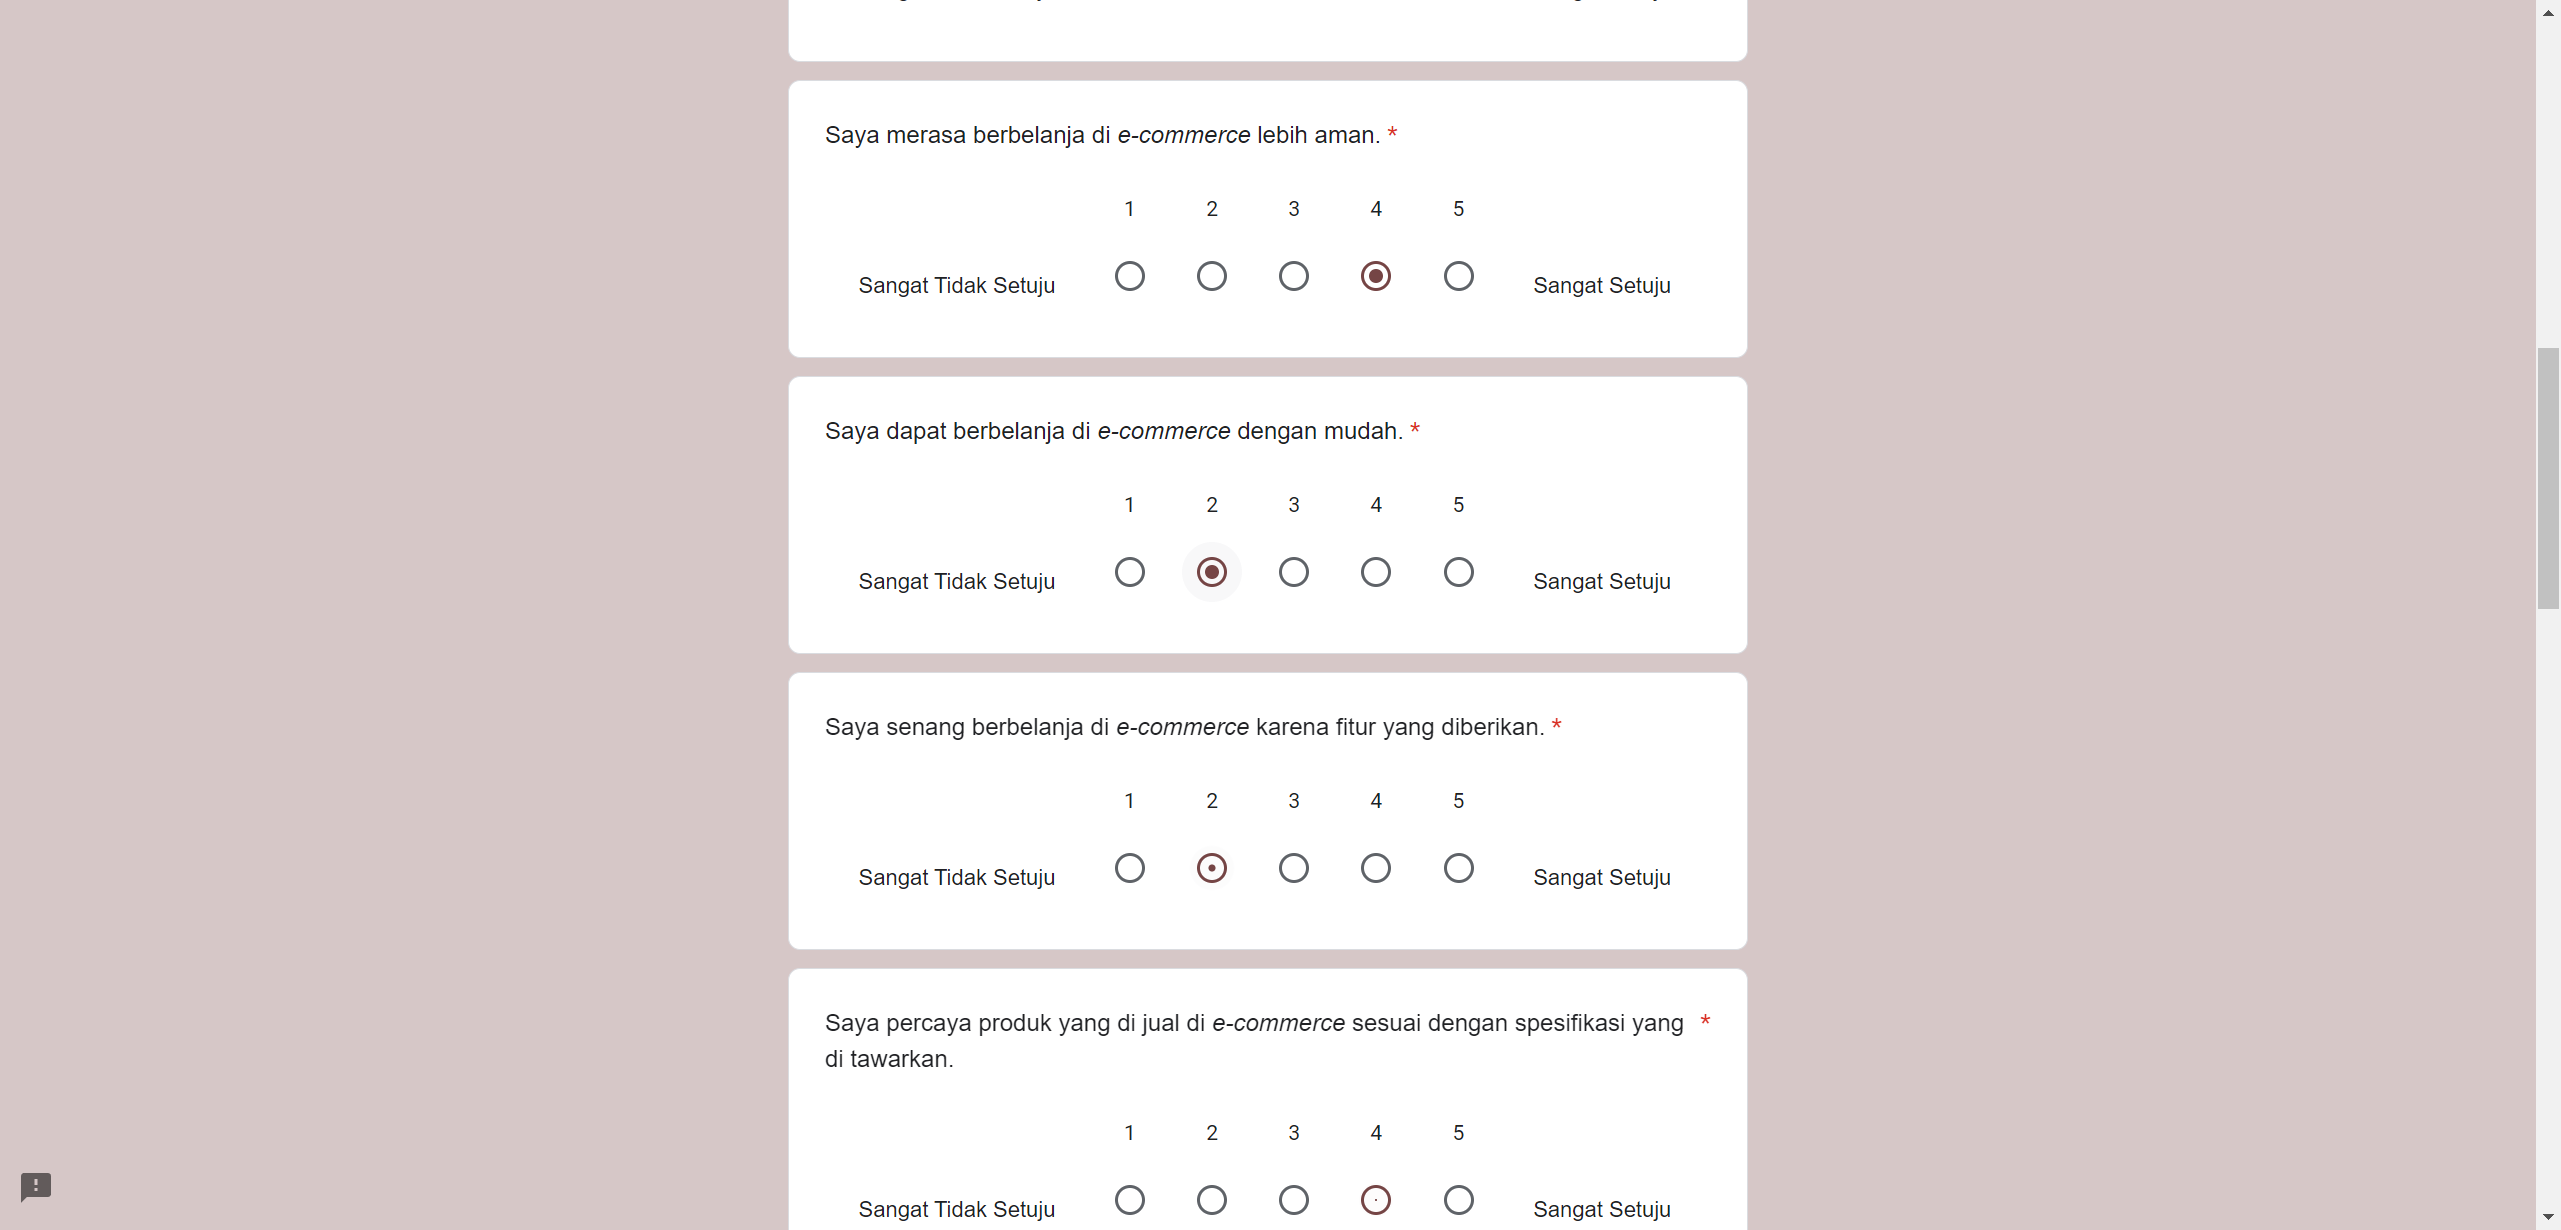 Saya merasa berbelanja di e-commerce lebih aman. *
1 2 3 4 5
Sangat Tidak Setuju Sangat Setuju
Saya dapat berbelanja di e-commerce dengan mudah. *
1 2 3 4 5
Sangat Tidak Setuju Sangat Setuju
Saya senang berbelanja di e-commerce karena fitur yang diberikan. *
1 2 3 4 5
Sangat Tidak Setuju Sangat Setuju
Saya percaya produk yang di jual di e-commerce sesuai dengan spesifikasi yang *
di tawarkan.
1 2 3 4 5
Sangat Tidak Setuju Sangat Setuju